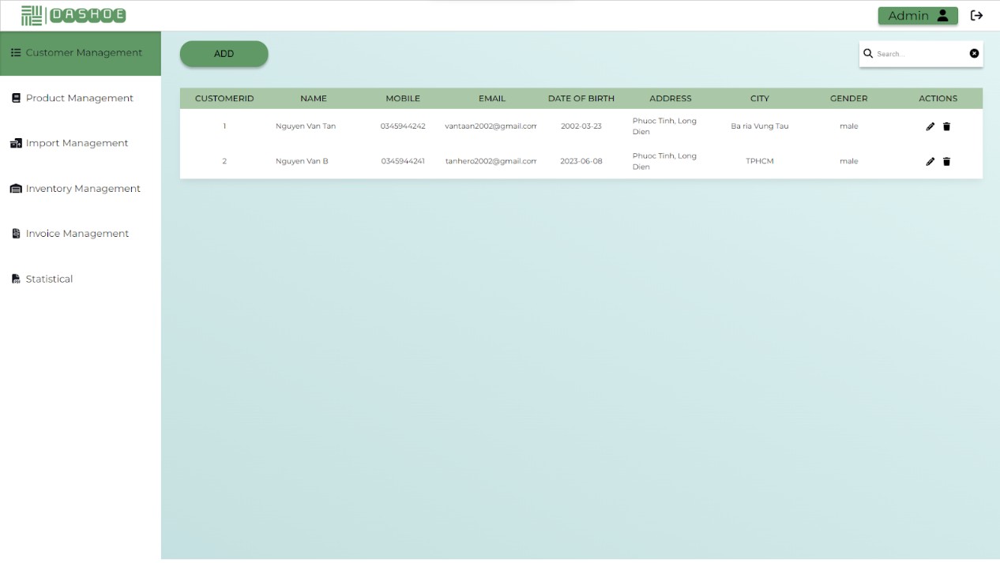 DASHOE
Admin
Customer Management
Product Management
Import Management
Inventory Management
Invoice Management
Statistical
ADD
Search...
CUSTOMERID NAME MOBILE EMAIL DATE OF BIRTH ADDRESS CITY GENDER ACTIONS
1 Nguyen Van Tan 0345944242 vantaan2002@gmail.com 2002-03-23 Phuoc Tinh, Long Dien Ba ria Vung Tau male
2 Nguyen Van B 0345944241 tanhero2002@gmail.com 2023-06-08 Phuoc Tinh, Long Dien TPHCM male